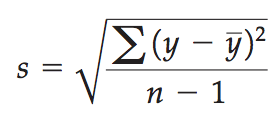 s = √(∑(y − ȳ)² / (n − 1))